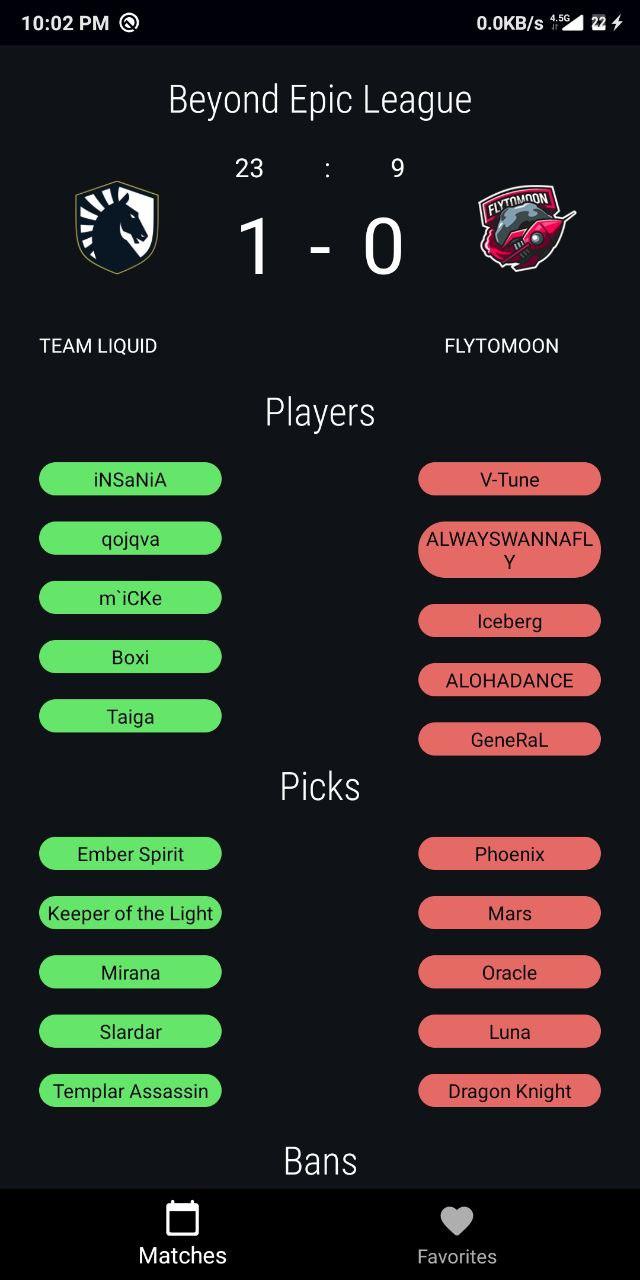 10:02 PM
0.0KB/s 4.5G 22
Beyond Epic League
23 : 9
FLYTOMOON
1 - 0
TEAM LIQUID
FLYTOMOON
Players
iNSaNiA
V-Tune
qojqva
ALWAYSWANNAFL
Y
m`iCKe
Iceberg
Boxi
ALOHADANCE
Taiga
GeneRaL
Picks
Ember Spirit
Phoenix
Keeper of the Light
Mars
Mirana
Oracle
Slardar
Luna
Templar Assassin
Dragon Knight
Bans
Matches
Favorites